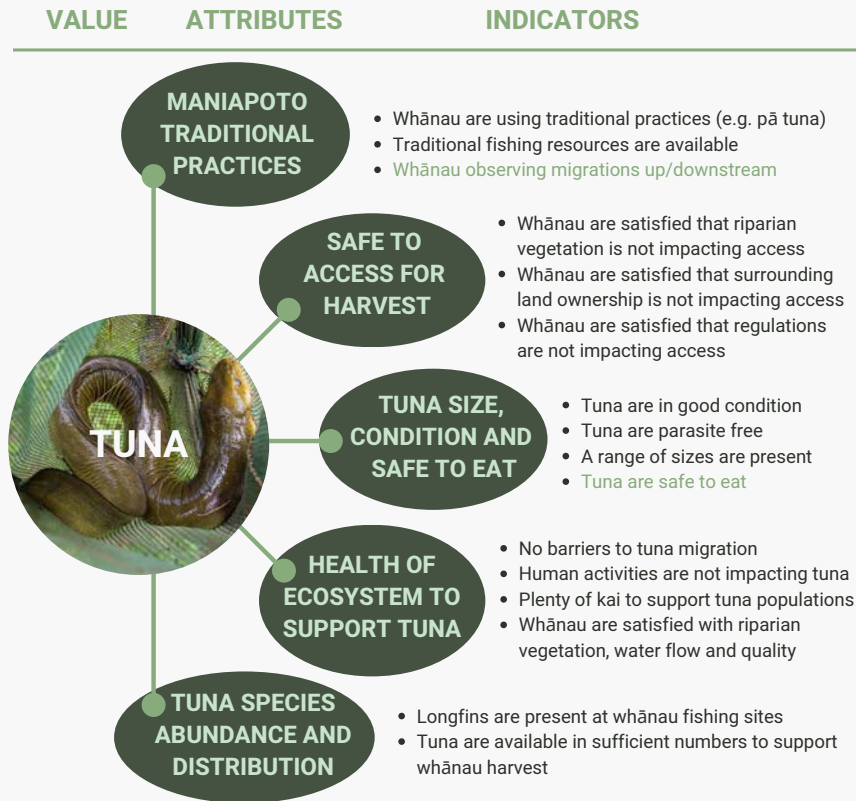 VALUE ATTRIBUTES INDICATORS
MANIAPOTO
TRADITIONAL
PRACTICES
• Whānau are using traditional practices (e.g. pā tuna)
• Traditional fishing resources are available
• Whānau observing migrations up/downstream
SAFE TO
ACCESS FOR
HARVEST
• Whānau are satisfied that riparian
vegetation is not impacting access
• Whānau are satisfied that surrounding
land ownership is not impacting access
• Whānau are satisfied that regulations
are not impacting access
TUNA
TUNA SIZE,
CONDITION AND
SAFE TO EAT
• Tuna are in good condition
• Tuna are parasite free
• A range of sizes are present
• Tuna are safe to eat
HEALTH OF
ECOSYSTEM TO
SUPPORT TUNA
• No barriers to tuna migration
• Human activities are not impacting tuna
• Plenty of kai to support tuna populations
• Whānau are satisfied with riparian
vegetation, water flow and quality
TUNA SPECIES
ABUNDANCE AND
DISTRIBUTION
• Longfins are present at whānau fishing sites
• Tuna are available in sufficient numbers to support
whānau harvest